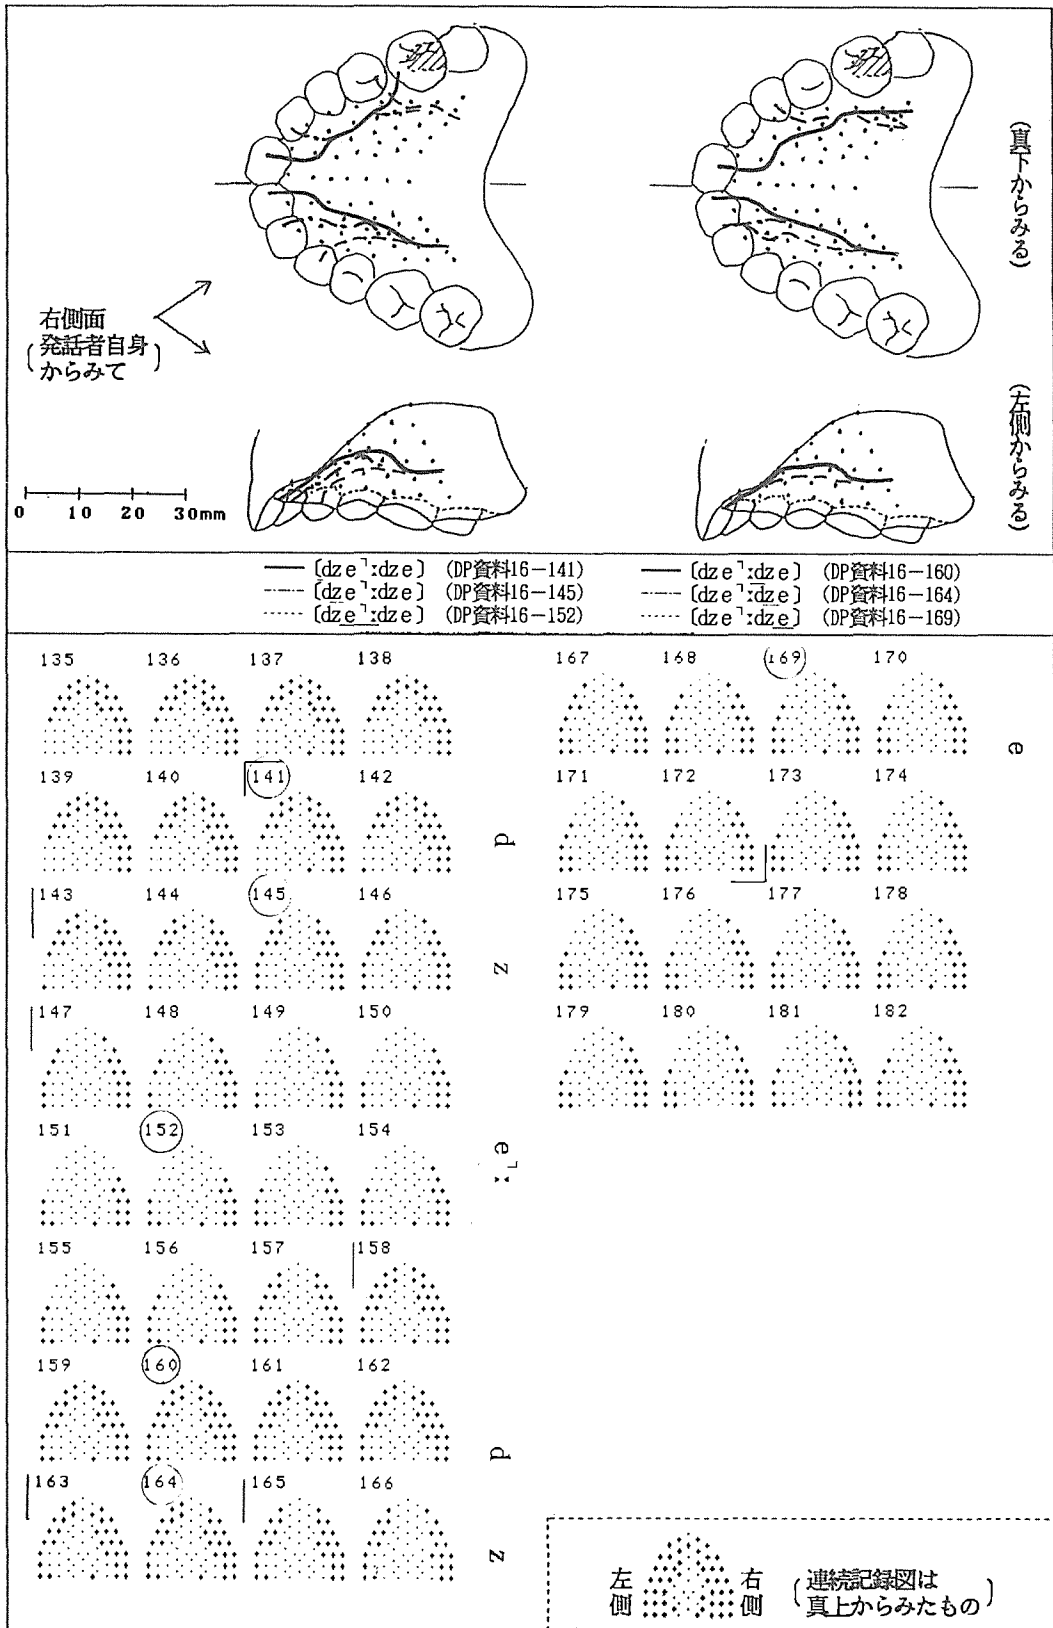 (真下からみる)
右側面
(発話者自身
からみて)
(左側からみる)
0 10 20 30mm
[dze˥:dze] (DP資料16-141)
[dze˥:dze] (DP資料16-145)
[dze˥:dze] (DP資料16-152)
[dze˥:dze] (DP資料16-160)
[dze˥:dze] (DP資料16-164)
[dze˥:dze] (DP資料16-169)
135 136 137 138
139 140 141 142
d
143 144 145 146
z
147 148 149 150
151 152 153 154
e˥:
155 156 157 158
159 160 161 162
d
163 164 165 166
z
167 168 169 170
e
171 172 173 174
175 176 177 178
179 180 181 182
左側
右側
(連続記録図は
真上からみたもの)